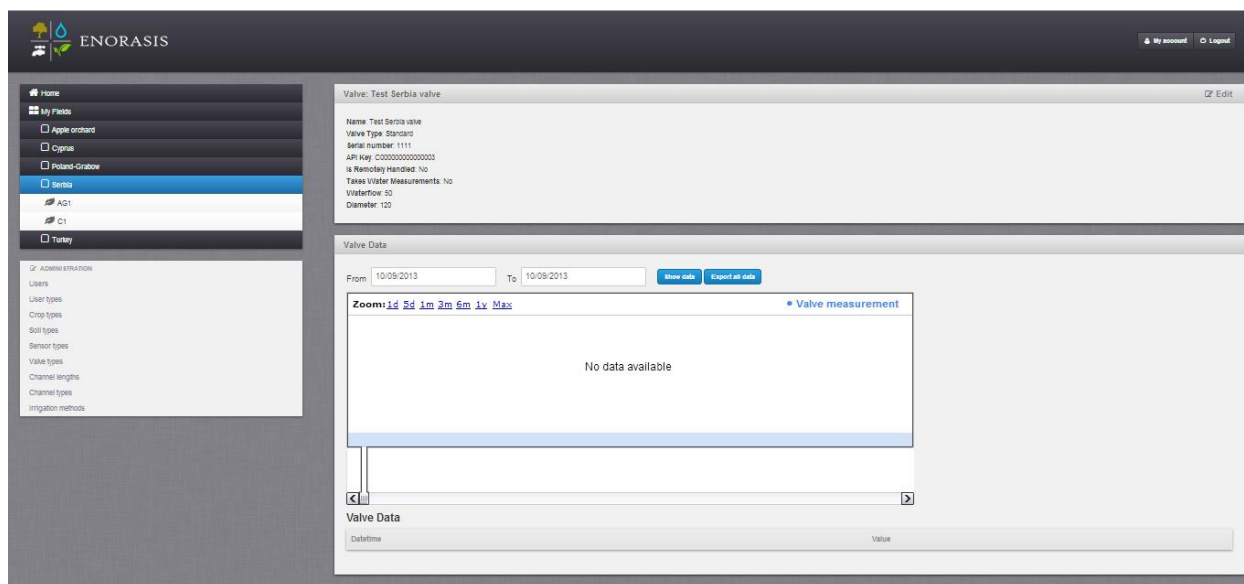 ENORASIS
My account Logout
Home
My Fields
Apple orchard
Cyprus
Poland-Grabow
Serbia
AG1
C1
Turkey
ADMINISTRATION
Users
User types
Crop types
Soil types
Sensor types
Valve types
Channel lengths
Channel types
Irrigation methods
Valve: Test Serbia valve Edit
Name: Test Serbia valve
Valve Type: Standard
Serial number: 1111
API Key: C000000000000003
Is Remotely Handled: No
Takes Water Measurements: No
Waterflow: 50
Diameter: 120
Valve Data
From 10/09/2013 To 10/09/2013 Show data Export all data
Zoom: 1d 5d 1m 3m 6m 1y Max Valve measurement
No data available
Valve Data
Datetime Value